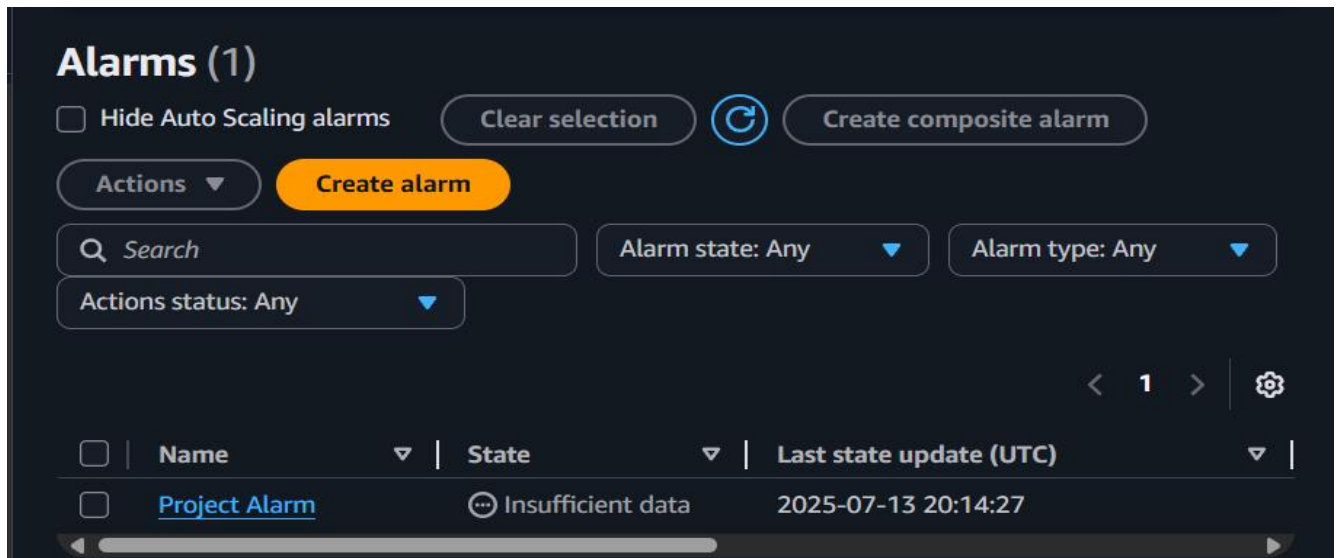 Alarms (1)
Hide Auto Scaling alarms Clear selection Create composite alarm
Actions Create alarm
Search Alarm state: Any Alarm type: Any
Actions status: Any
1
Name State Last state update (UTC)
Project Alarm Insufficient data 2025-07-13 20:14:27